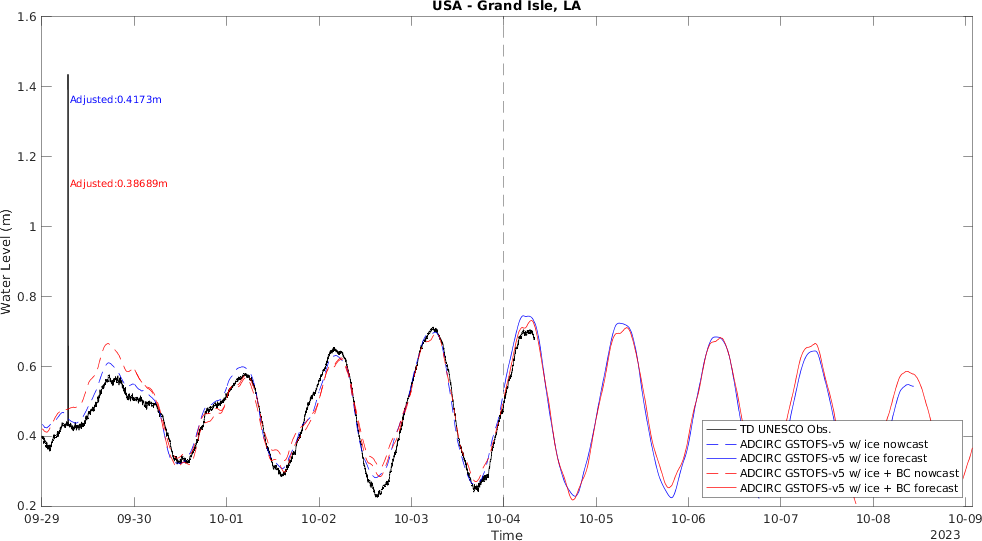 USA - Grand Isle, LA
1.6
1.4
1.2
1
0.8
0.6
0.4
0.2
Water Level (m)
Adjusted:0.4173m
Adjusted:0.38689m
TD UNESCO Obs.
ADCIRC GSTOFS-v5 w/ ice nowcast
ADCIRC GSTOFS-v5 w/ ice forecast
ADCIRC GSTOFS-v5 w/ ice + BC nowcast
ADCIRC GSTOFS-v5 w/ ice + BC forecast
09-29 09-30 10-01 10-02 10-03 10-04 10-05 10-06 10-07 10-08 10-09
Time
2023